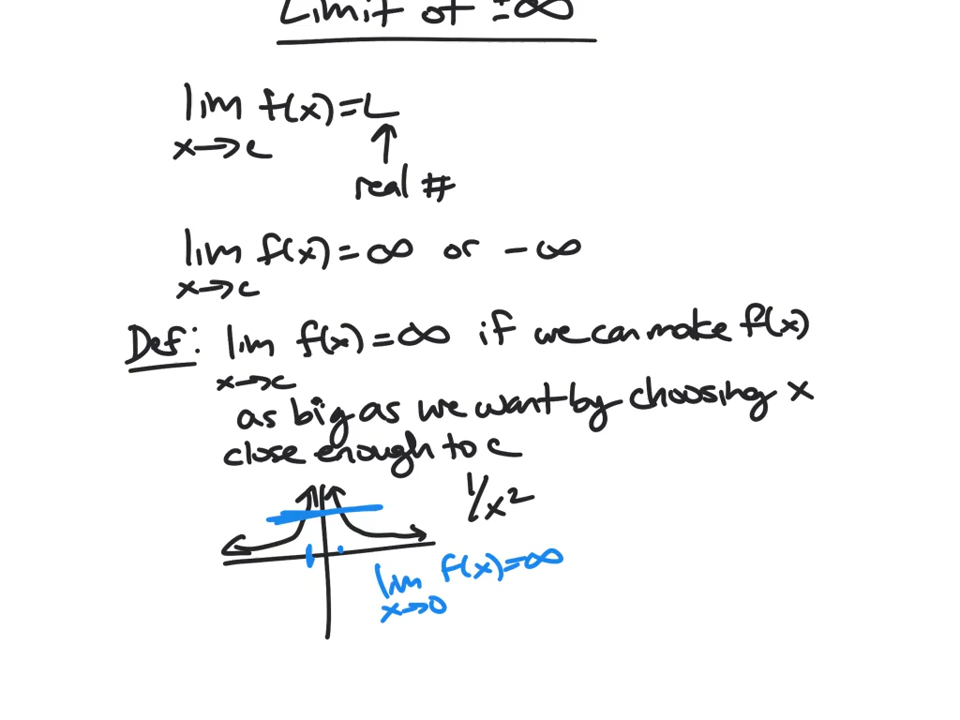 Limit of ±∞
lim f(x)=L
x→c
real #
lim f(x)=∞ or -∞
x→c
Def: lim f(x)=∞ if we can make f(x)
x→c
as big as we want by choosing x
close enough to c
1/x²
lim f(x)=∞
x→0